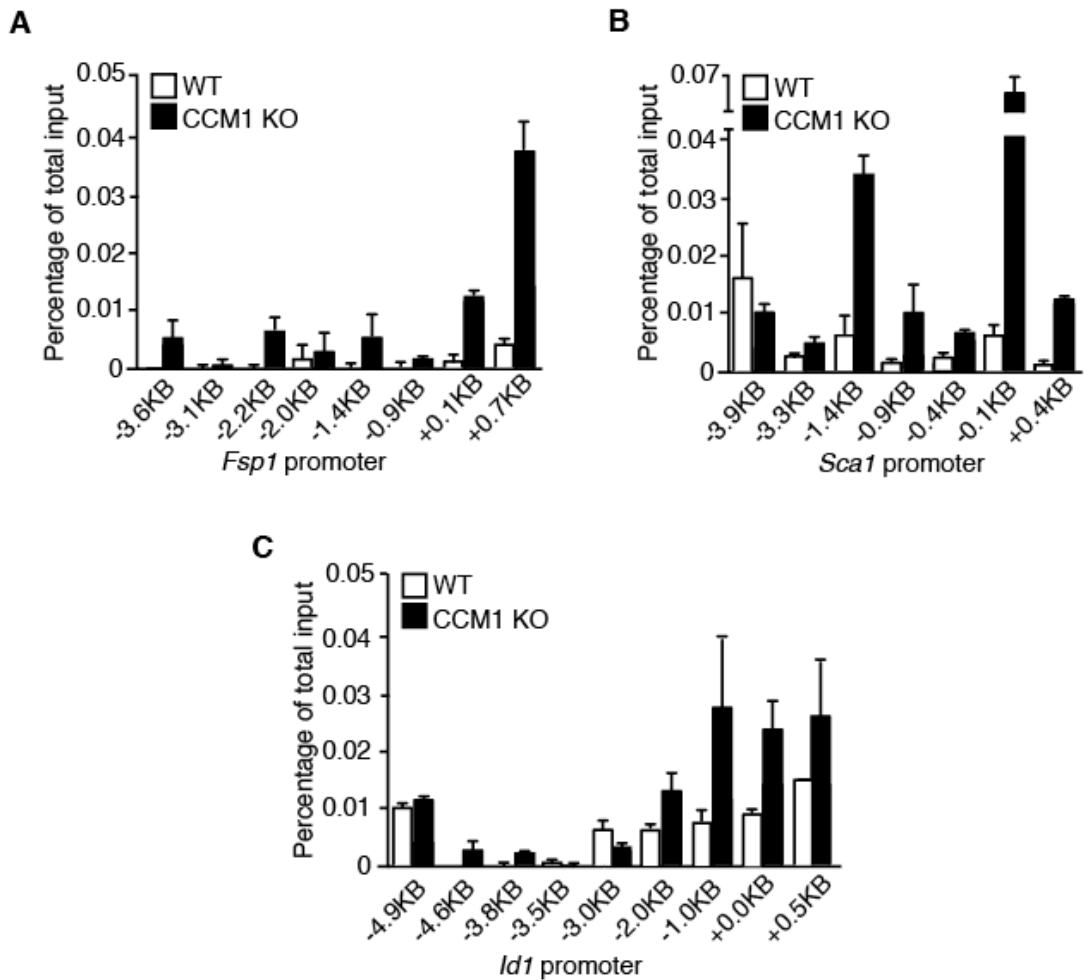 A
Percentage of total input
0.05
0.04
0.03
0.02
0.01
0
WT
CCM1 KO
-3.6KB
-3.1KB
-2.2KB
-2.0KB
-1.4KB
-0.9KB
+0.1KB
+0.7KB
Fsp1 promoter
B
Percentage of total input
0.07
0.04
0.03
0.02
0.01
0
WT
CCM1 KO
-3.9KB
-3.3KB
-1.4KB
-0.9KB
-0.4KB
-0.1KB
+0.4KB
Sca1 promoter
C
Percentage of total input
0.05
0.04
0.03
0.02
0.01
0
WT
CCM1 KO
-4.9KB
-4.6KB
-3.8KB
-3.5KB
-3.0KB
-2.0KB
-1.0KB
+0.0KB
+0.5KB
Id1 promoter